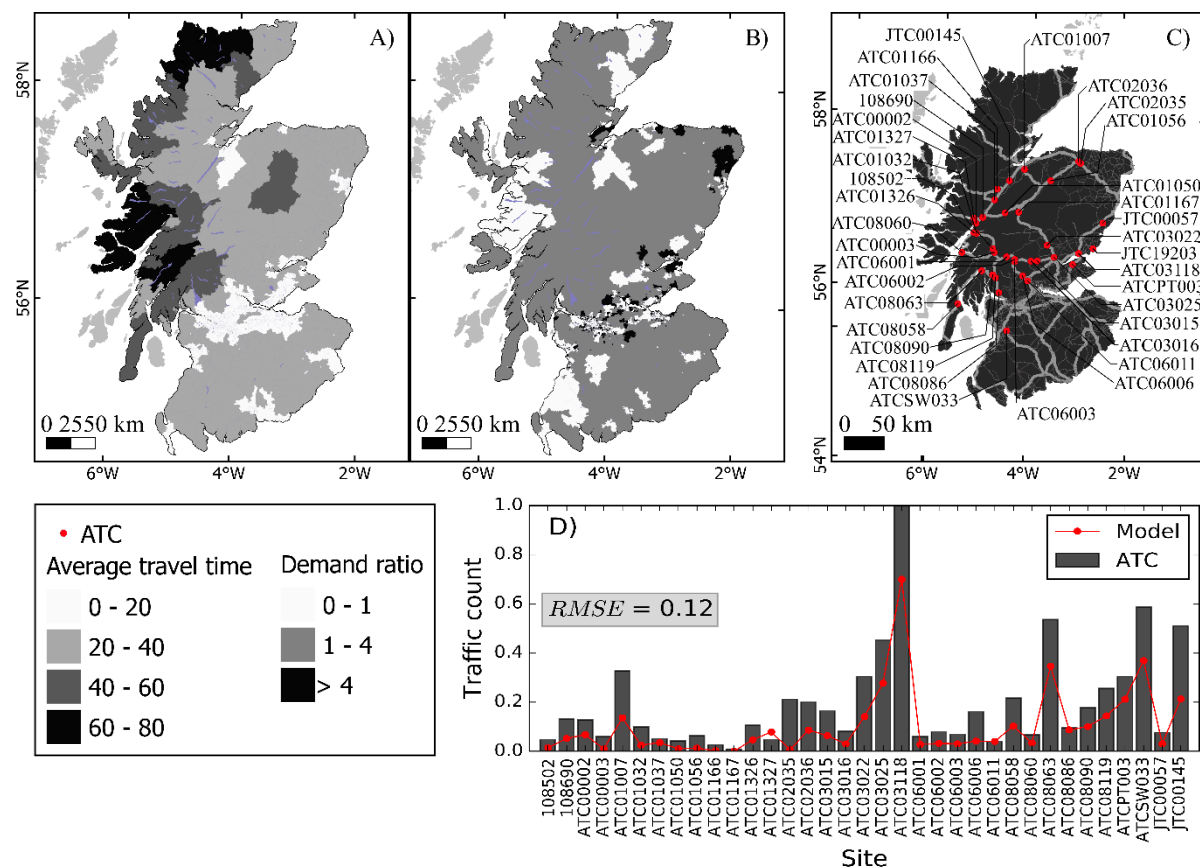 A)
B)
C)
58°N
56°N
0 2550 km
0 2550 km
6°W
4°W
2°W
6°W
4°W
2°W
JTC00145
ATC01166
ATC01037
108690
ATC00002
ATC01327
ATC01032
108502
ATC01326
ATC08060
ATC00003
ATC06001
ATC06002
ATC08063
ATC08058
ATC08090
ATC08119
ATC08086
ATCSW033
ATC01007
ATC02036
ATC02035
ATC01056
ATC01050
ATC01167
JTC00057
ATC03022
JTC19203
ATC03118
ATCPT003
ATC03025
ATC03015
ATC03016
ATC06011
ATC06006
ATC06003
58°N
56°N
54°N
0 50 km
6°W
4°W
2°W
ATC
Average travel time
0 - 20
20 - 40
40 - 60
60 - 80
Demand ratio
0 - 1
1 - 4
> 4
D)
RMSE = 0.12
Model
ATC
Traffic count
1.0
0.8
0.6
0.4
0.2
0.0
108502
108690
ATC00002
ATC00003
ATC01007
ATC01032
ATC01037
ATC01050
ATC01056
ATC01166
ATC01167
ATC01326
ATC01327
ATC02035
ATC02036
ATC03015
ATC03016
ATC03022
ATC03025
ATC03118
ATC06001
ATC06002
ATC06003
ATC06006
ATC06011
ATC08058
ATC08060
ATC08063
ATC08086
ATC08090
ATC08119
ATCPT003
ATCSW033
JTC00057
JTC00145
Site